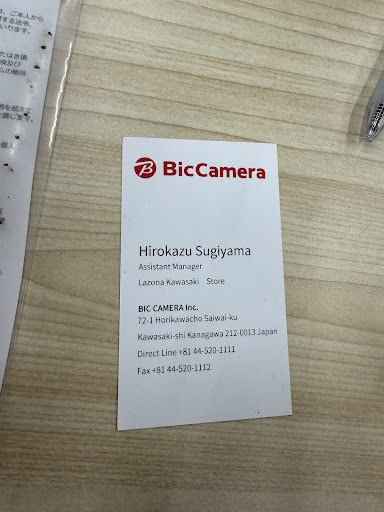 BicCamera
Hirokazu Sugiyama
Assistant Manager
Lazona Kawasaki Store
BIC CAMERA Inc.
72-1 Horikawacho Saiwai-ku
Kawasaki-shi Kanagawa 212-0013 Japan
Direct Line +81 44-520-1111
Fax +81 44-520-1112